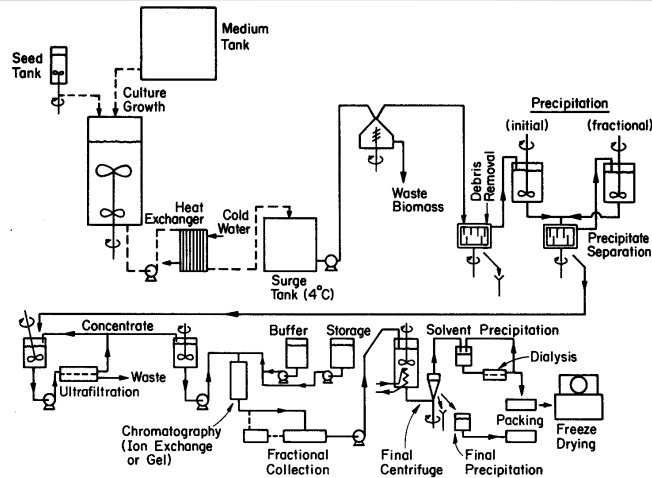 Medium
Tank
Seed
Tank
Culture
Growth
Precipitation
(initial)
(fractional)
Debris
Removal
Waste
Biomass
Heat
Exchanger
Cold
Water
Surge
Tank (4°C)
Precipitate
Separation
Concentrate
Waste
Ultrafiltration
Buffer
Storage
Solvent Precipitation
Dialysis
Chromatography
(Ion Exchange
or Gel)
Fractional
Collection
Final
Centrifuge
Final
Precipitation
Packing
Freeze
Drying